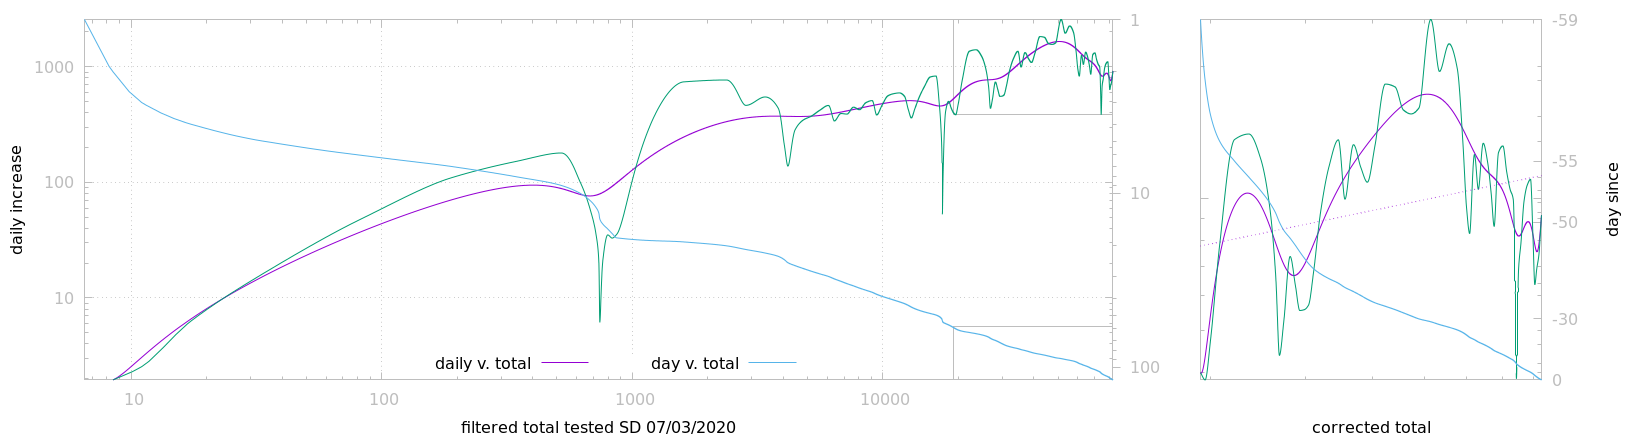 daily increase
1000
100
10
10
100
1000
10000
filtered total tested SD 07/03/2020
daily v. total
day v. total
1
10
100
corrected total
-59
-55
-50
-30
0
day since